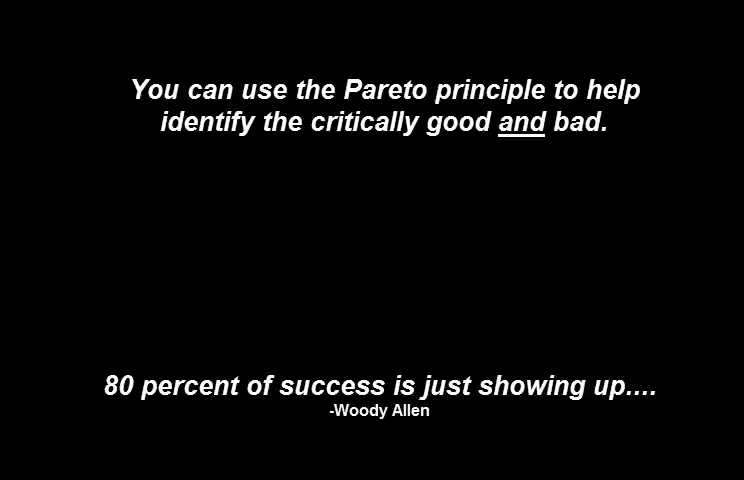 You can use the Pareto principle to help
identify the critically good and bad.
80 percent of success is just showing up....
-Woody Allen